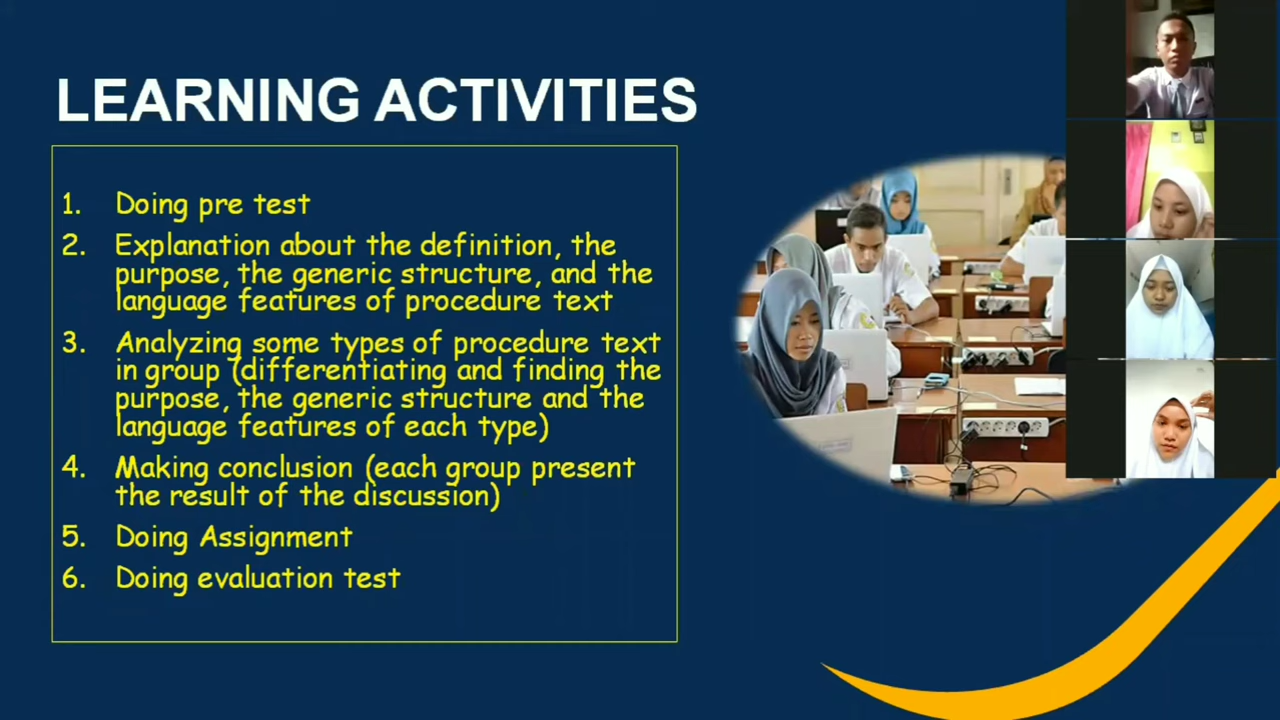 LEARNING ACTIVITIES
1. Doing pre test
2. Explanation about the definition, the
purpose, the generic structure, and the
language features of procedure text
3. Analyzing some types of procedure text
in group (differentiating and finding the
purpose, the generic structure and the
language features of each type)
4. Making conclusion (each group present
the result of the discussion)
5. Doing Assignment
6. Doing evaluation test